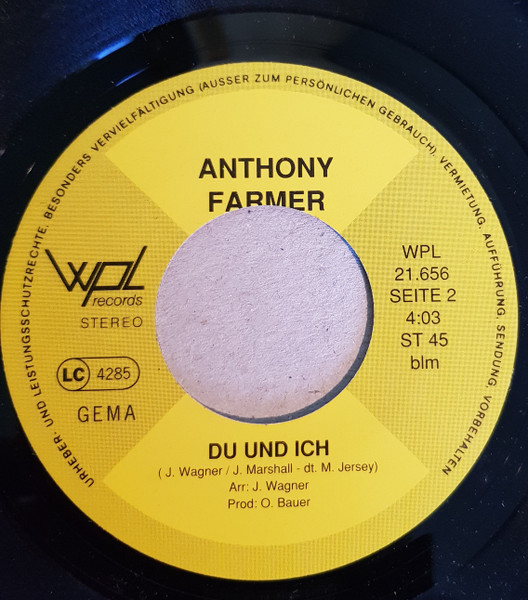 URHEBER- UND LEISTUNGSSCHUTZRECHTE, BESONDERS VERVIELFÄLTIGUNG (AUSSER ZUM PERSÖNLICHEN GEBRAUCH), VERMIETUNG, AUFFÜHRUNG, SENDUNG, VORBEHALTEN
ANTHONY
FARMER
wpl
records
STEREO
LC 4285
GEMA
WPL
21.656
SEITE 2
4:03
ST 45
blm
DU UND ICH
( J. Wagner / J. Marshall - dt. M. Jersey)
Arr: J. Wagner
Prod: O. Bauer